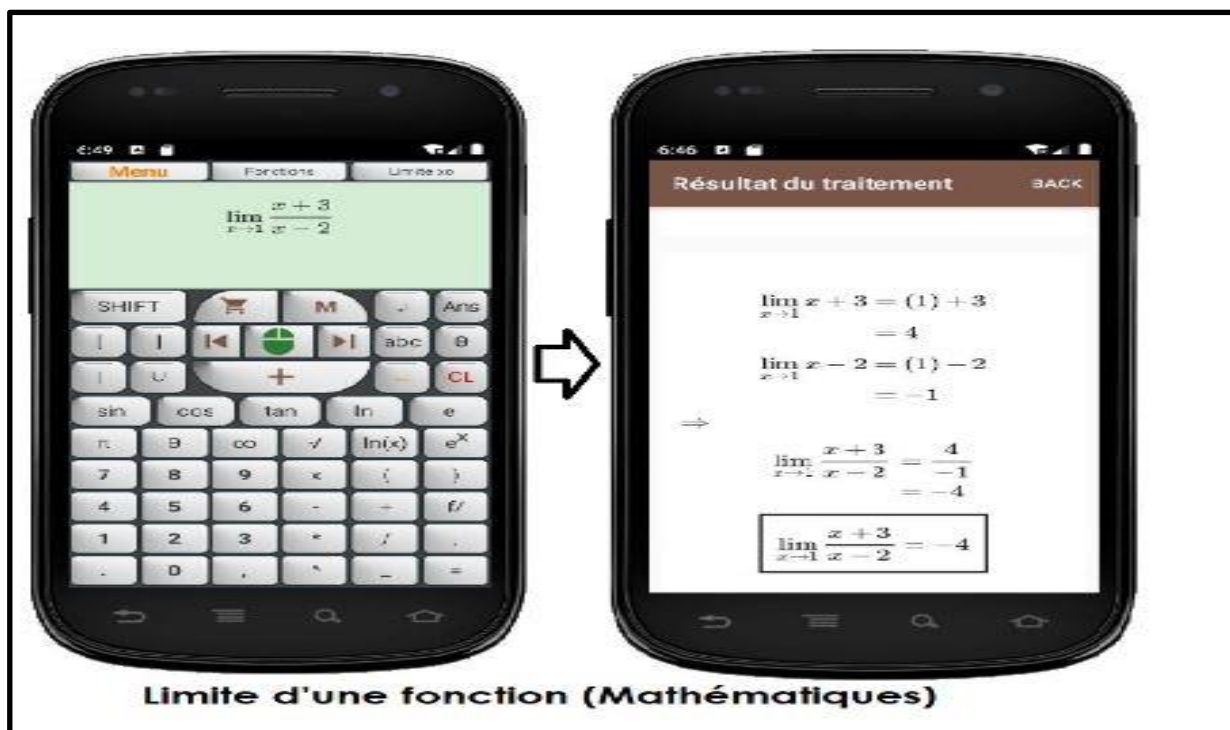 6:49
Menu Fonctions Limite xo
lim x→1 x + 3 / x − 2
SHIFT M Ans
abc θ
U + CL
sin cos tan ln e
π θ ∞ √ ln(x) e^x
7 8 9 ( )
4 5 6 - ÷ f/
1 2 3 * / .
. 0 , _ =
6:46
Résultat du traitement BACK
lim x→1 x + 3 = (1) + 3
= 4
lim x→1 x − 2 = (1) − 2
= −1
⇒
lim x→1 x + 3 / x − 2 = 4 / −1
= −4
lim x→1 x + 3 / x − 2 = −4
Limite d'une fonction (Mathématiques)